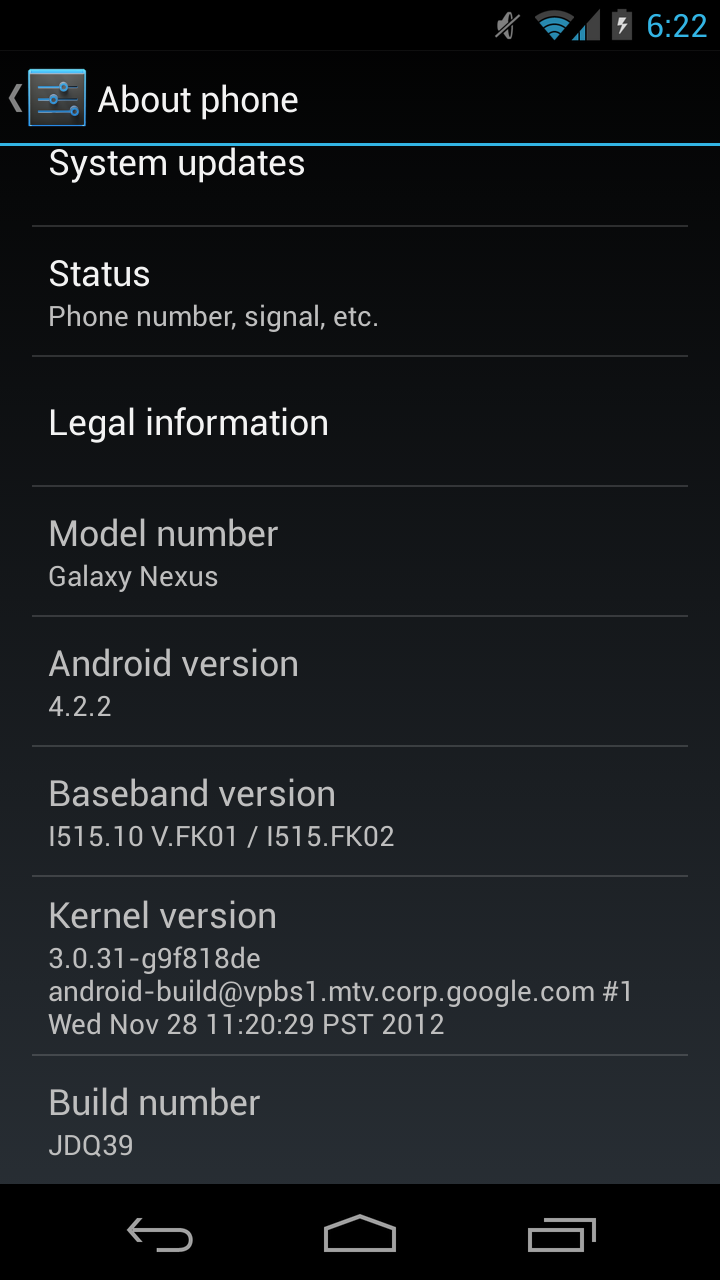 6:22
About phone
System updates
Status
Phone number, signal, etc.
Legal information
Model number
Galaxy Nexus
Android version
4.2.2
Baseband version
I515.10 V.FK01 / I515.FK02
Kernel version
3.0.31-g9f818de
android-build@vpbs1.mtv.corp.google.com #1
Wed Nov 28 11:20:29 PST 2012
Build number
JDQ39